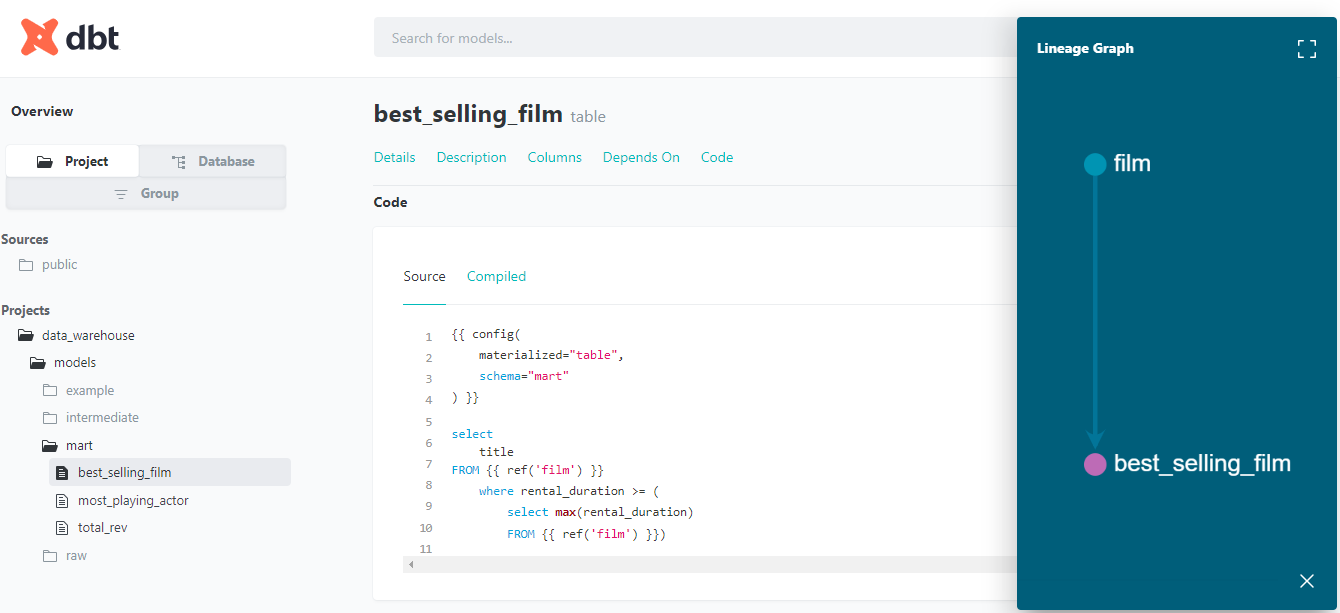 dbt
Search for models...
Overview
Project
Database
Group
Sources
public
Projects
data_warehouse
models
example
intermediate
mart
best_selling_film
most_playing_actor
total_rev
raw
best_selling_film table
Details Description Columns Depends On Code
Code
Source Compiled
1 {{ config(
2 materialized="table",
3 schema="mart"
4 ) }}
5
6 select
7 title
8 FROM {{ ref('film') }}
9 where rental_duration >= (
10 select max(rental_duration)
11 FROM {{ ref('film') }})
Lineage Graph
film
best_selling_film